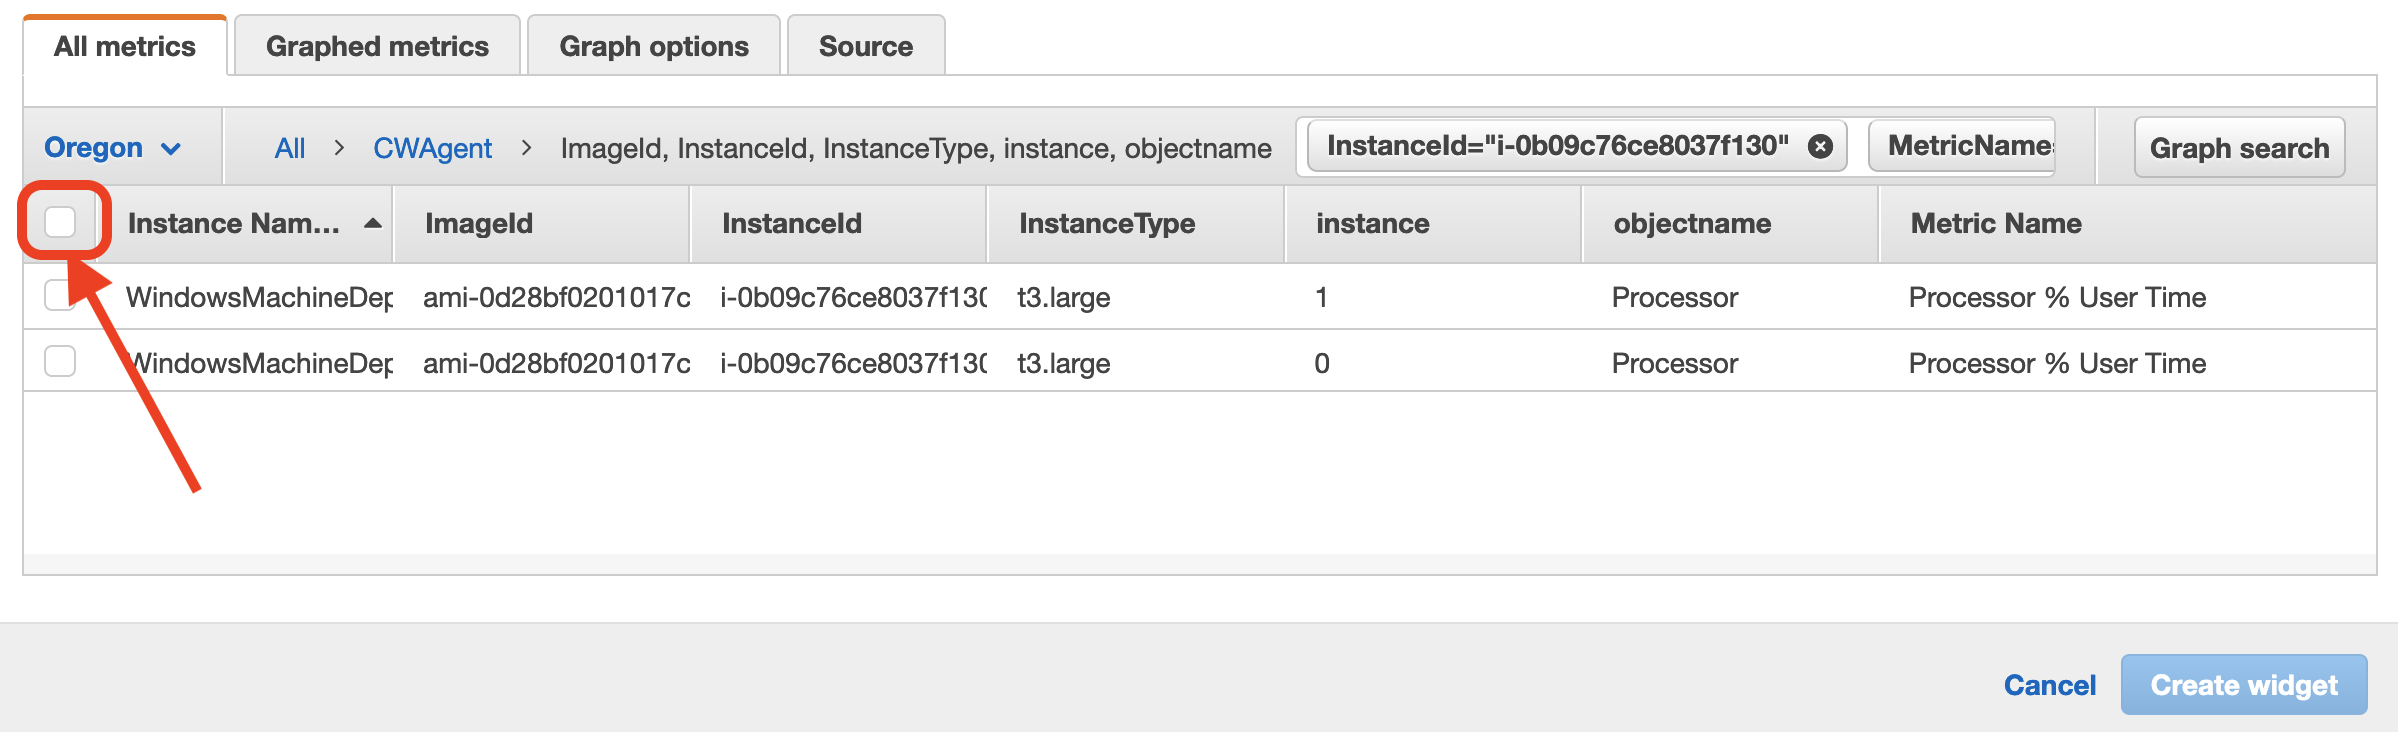 All metrics Graphed metrics Graph options Source
Oregon All > CWAgent > ImageId, InstanceId, InstanceType, instance, objectname InstanceId="i-0b09c76ce8037f130" MetricName= Graph search
Instance Nam... ImageId InstanceId InstanceType instance objectname Metric Name
WindowsMachineDep ami-0d28bf0201017c i-0b09c76ce8037f130 t3.large 1 Processor Processor % User Time
WindowsMachineDep ami-0d28bf0201017c i-0b09c76ce8037f130 t3.large 0 Processor Processor % User Time
Cancel Create widget